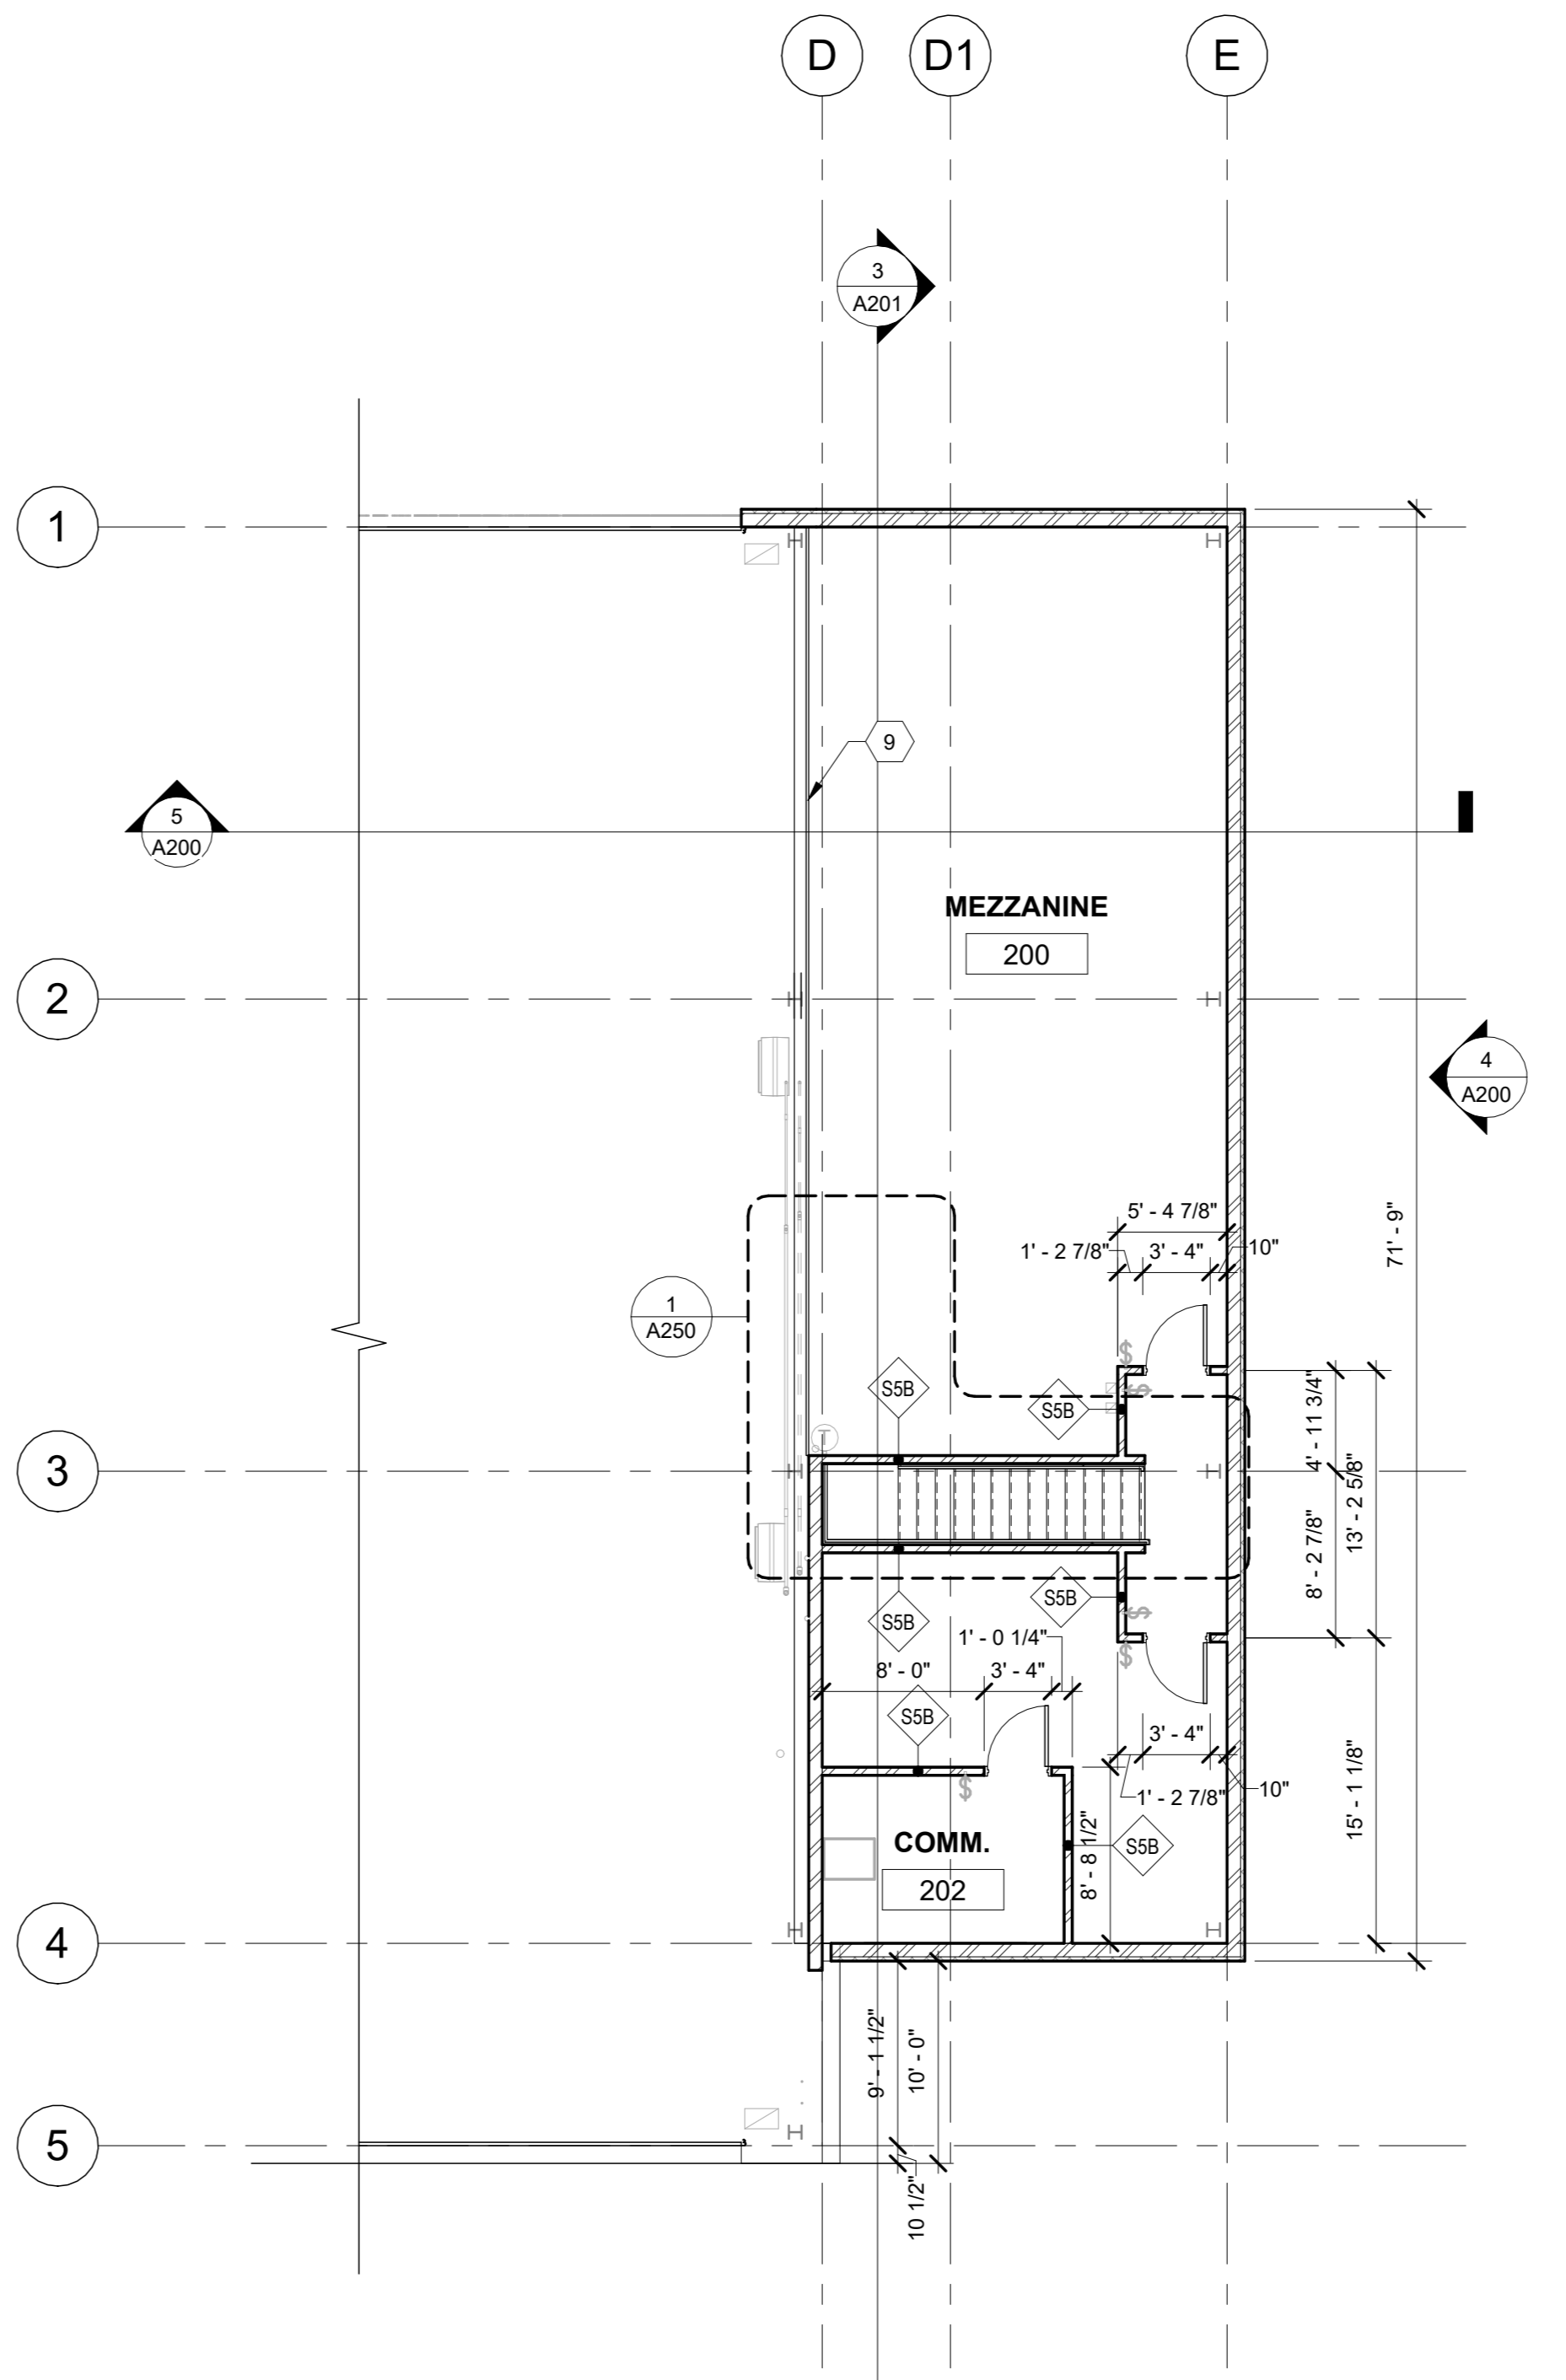 D
D1
E
3
A201
1
9
5
A200
MEZZANINE
200
2
4
A200
5' - 4 7/8"
1' - 2 7/8"
3' - 4"
10"
71' - 9"
1
A250
S5B
S5B
4' - 11 3/4"
T
3
13' - 2 5/8"
8' - 2 7/8"
S5B
S5B
1' - 0 1/4"
8' - 0"
3' - 4"
S5B
3' - 4"
1' - 2 7/8"
10"
15' - 1 1/8"
COMM.
202
8' - 8 1/2"
S5B
4
9' - 1 1/2"
10' - 0"
5
10 1/2"
$
$
$
$
$